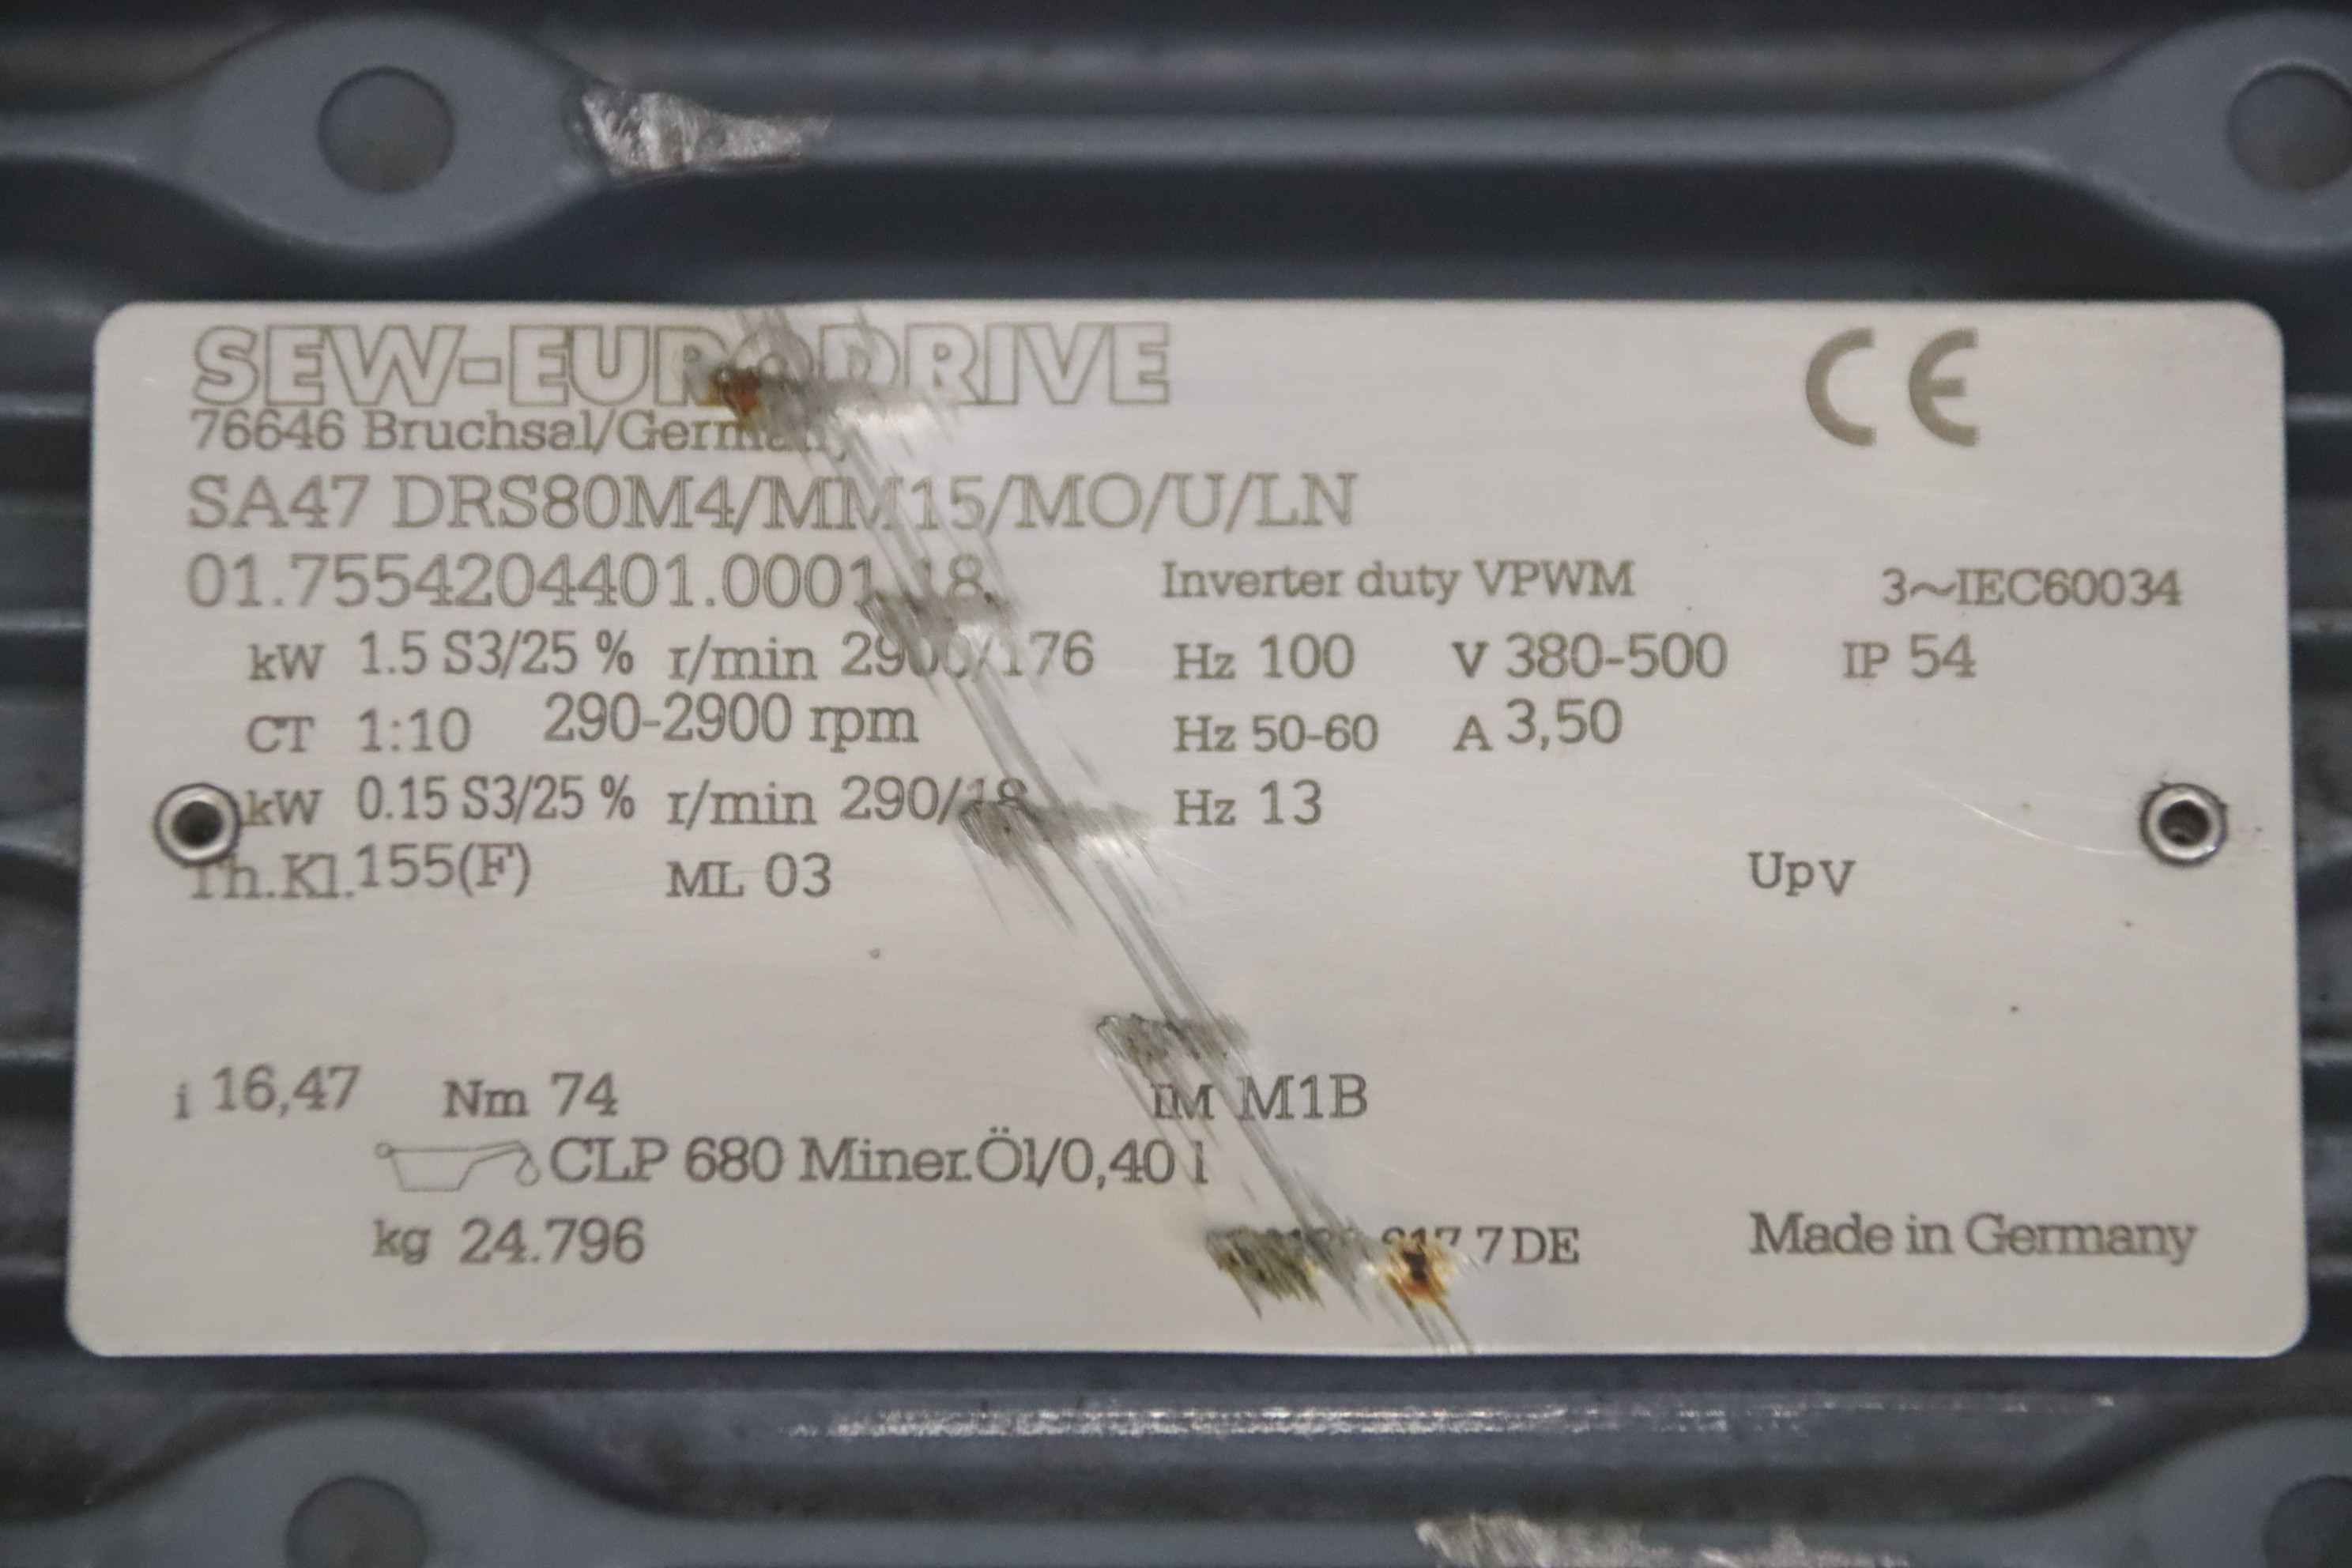 SEW-EURODRIVE
76646 Bruchsal/Germany
SA47 DRS80M4/MM15/MO/U/LN
01.7554204401.0001.18 Inverter duty VPWM 3~IEC60034
kW 1.5 S3/25 % r/min 2900/176 Hz 100 V 380-500 IP 54
CT 1:10 290-2900 rpm Hz 50-60 A 3,50
kW 0.15 S3/25 % r/min 290/18 Hz 13
Th.Kl. 155(F) ML 03 UpV
i 16,47 Nm 74 IM M1B
CLP 680 Miner.Öl/0,40 l
kg 24.796 DE Made in Germany
CE